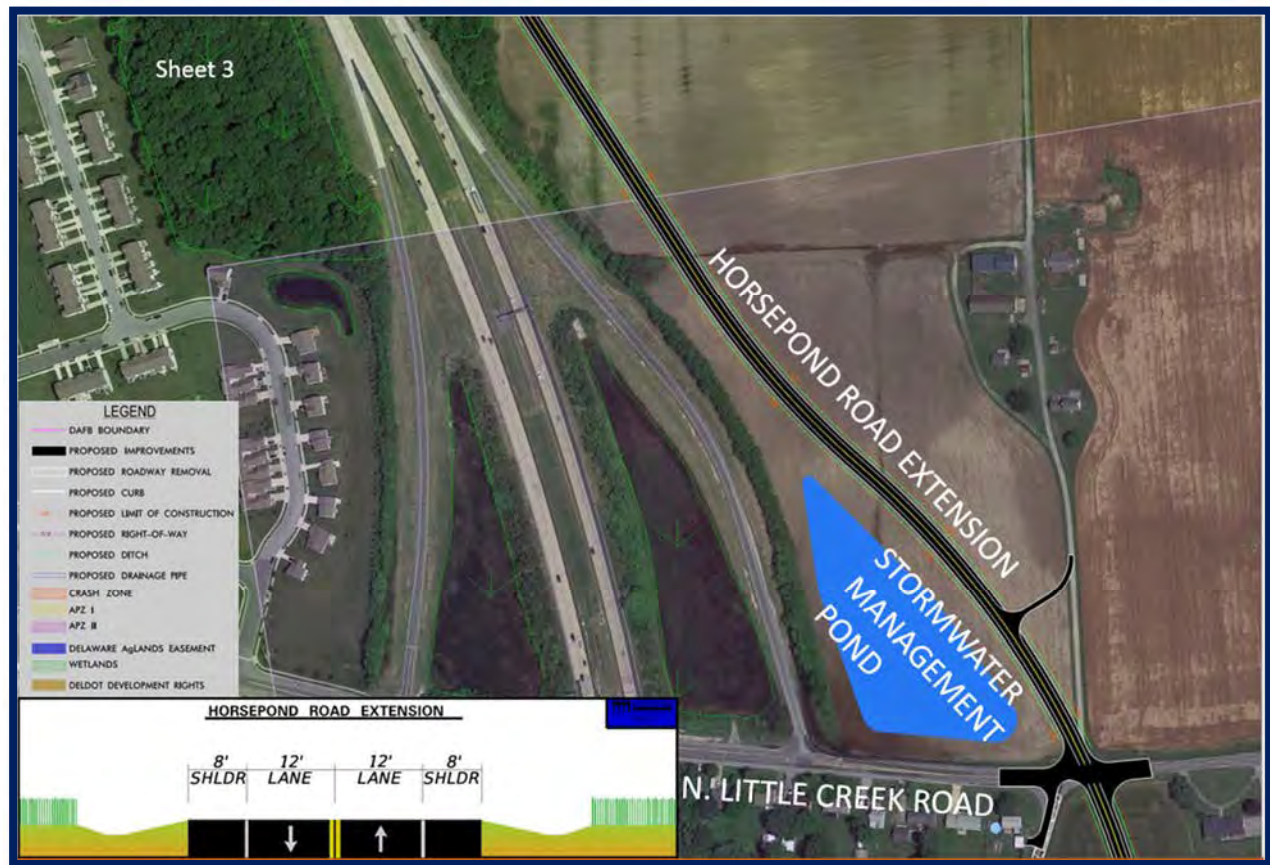 Sheet 3
HORSEPOND ROAD EXTENSION
STORMWATER
MANAGEMENT
POND
N. LITTLE CREEK ROAD
LEGEND
DAFB BOUNDARY
PROPOSED IMPROVEMENTS
PROPOSED ROADWAY REMOVAL
PROPOSED CURB
PROPOSED LIMIT OF CONSTRUCTION
PROPOSED RIGHT-OF-WAY
PROPOSED DITCH
PROPOSED DRAINAGE PIPE
CRASH ZONE
APZ I
APZ II
DELAWARE AgLANDS EASEMENT
WETLANDS
DELDOT DEVELOPMENT RIGHTS
HORSEPOND ROAD EXTENSION
8' 12' 12' 8'
SHLDR LANE LANE SHLDR